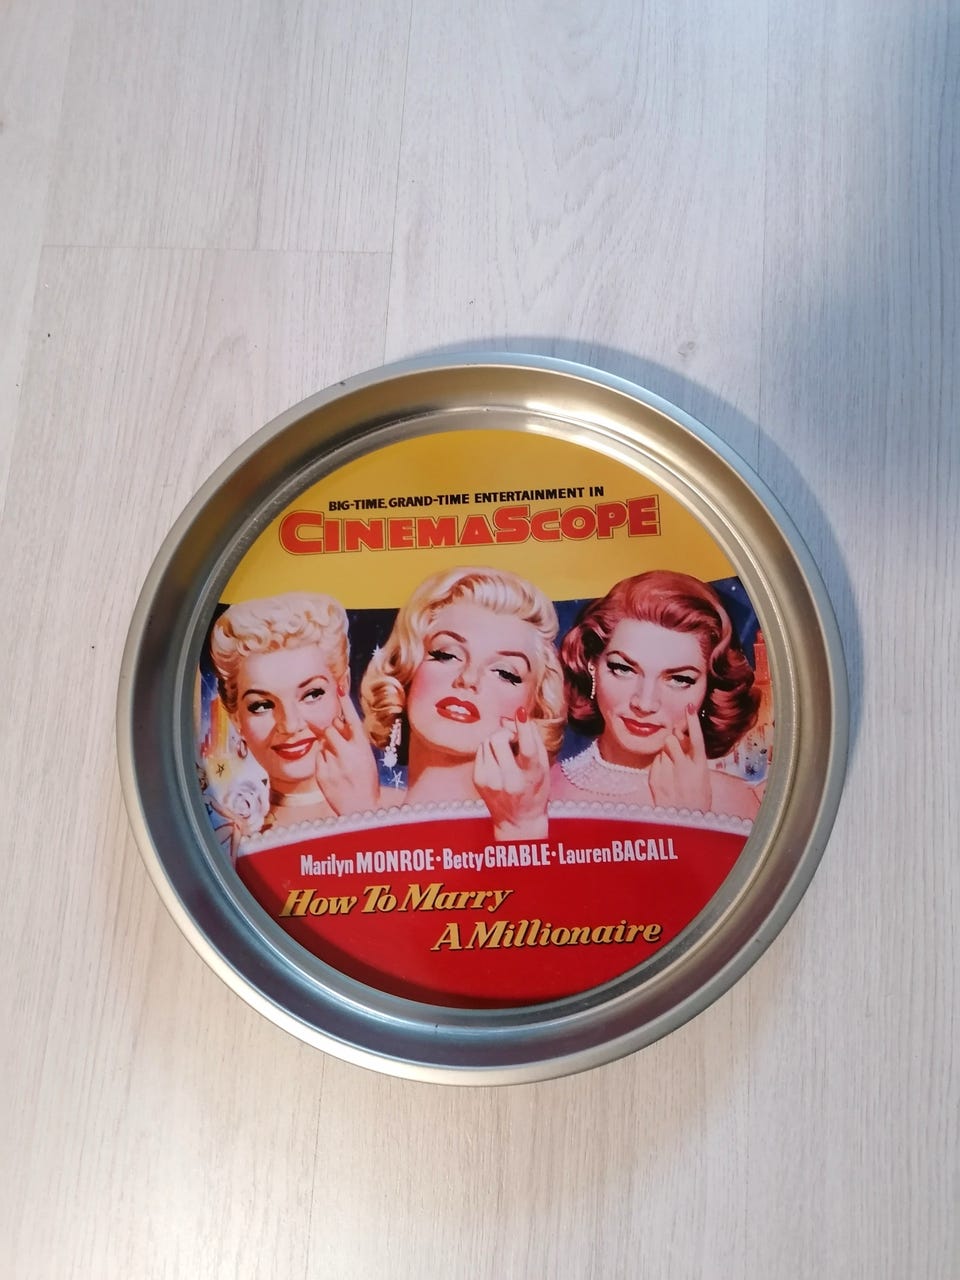 BIG-TIME, GRAND-TIME ENTERTAINMENT IN
CINEMASCOPE
Marilyn MONROE · Betty GRABLE · Lauren BACALL
How To Marry
A Millionaire